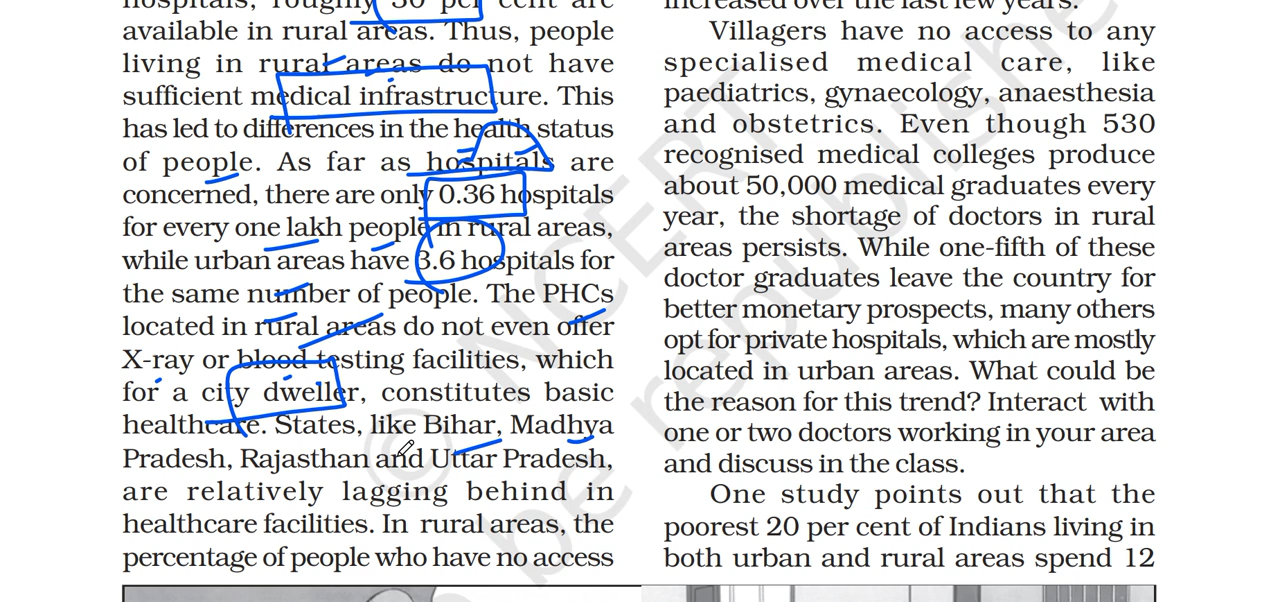 hospitals, roughly 30 per cent are
available in rural areas. Thus, people
living in rural areas do not have
sufficient medical infrastructure. This
has led to differences in the health status
of people. As far as hospitals are
concerned, there are only 0.36 hospitals
for every one lakh people in rural areas,
while urban areas have 3.6 hospitals for
the same number of people. The PHCs
located in rural areas do not even offer
X-ray or blood testing facilities, which
for a city dweller, constitutes basic
healthcare. States, like Bihar, Madhya
Pradesh, Rajasthan and Uttar Pradesh,
are relatively lagging behind in
healthcare facilities. In rural areas, the
percentage of people who have no access
increased over the last few years.
Villagers have no access to any
specialised medical care, like
paediatrics, gynaecology, anaesthesia
and obstetrics. Even though 530
recognised medical colleges produce
about 50,000 medical graduates every
year, the shortage of doctors in rural
areas persists. While one-fifth of these
doctor graduates leave the country for
better monetary prospects, many others
opt for private hospitals, which are mostly
located in urban areas. What could be
the reason for this trend? Interact with
one or two doctors working in your area
and discuss in the class.
One study points out that the
poorest 20 per cent of Indians living in
both urban and rural areas spend 12
© NCERT
be republishe